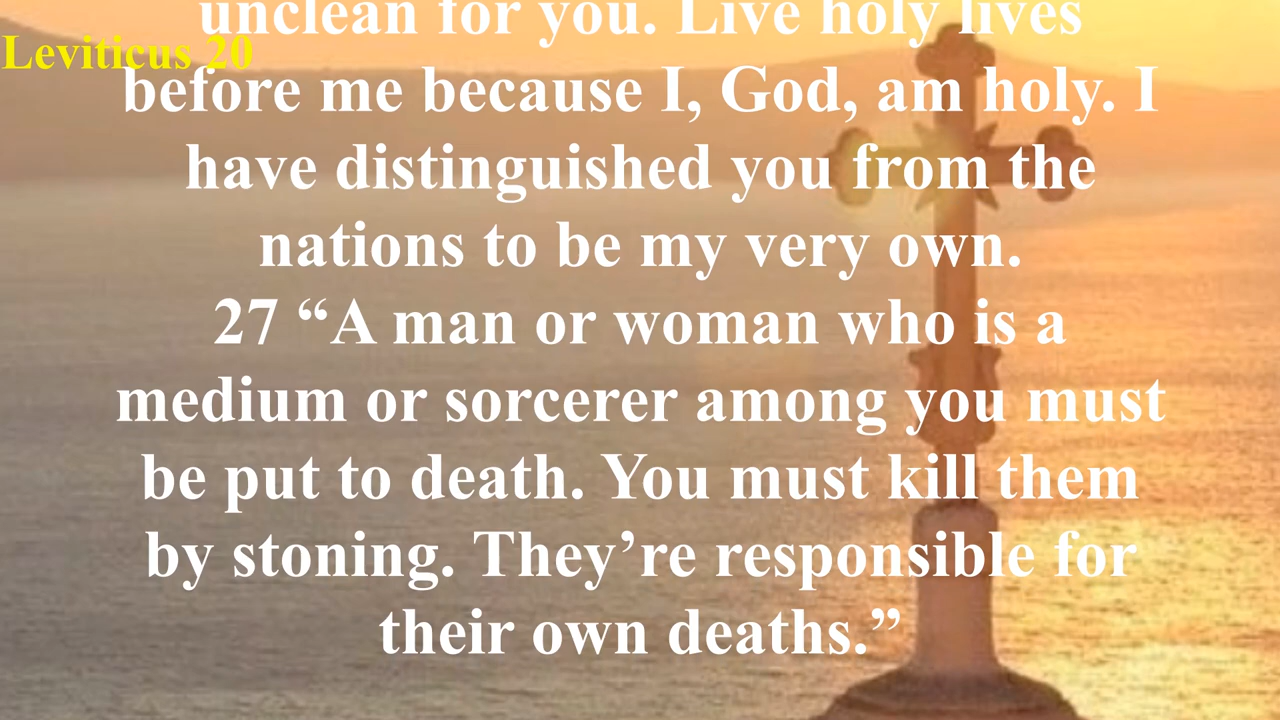 unclean for you. Live holy lives
Leviticus 20
before me because I, God, am holy. I
have distinguished you from the
nations to be my very own.
27 “A man or woman who is a
medium or sorcerer among you must
be put to death. You must kill them
by stoning. They’re responsible for
their own deaths.”